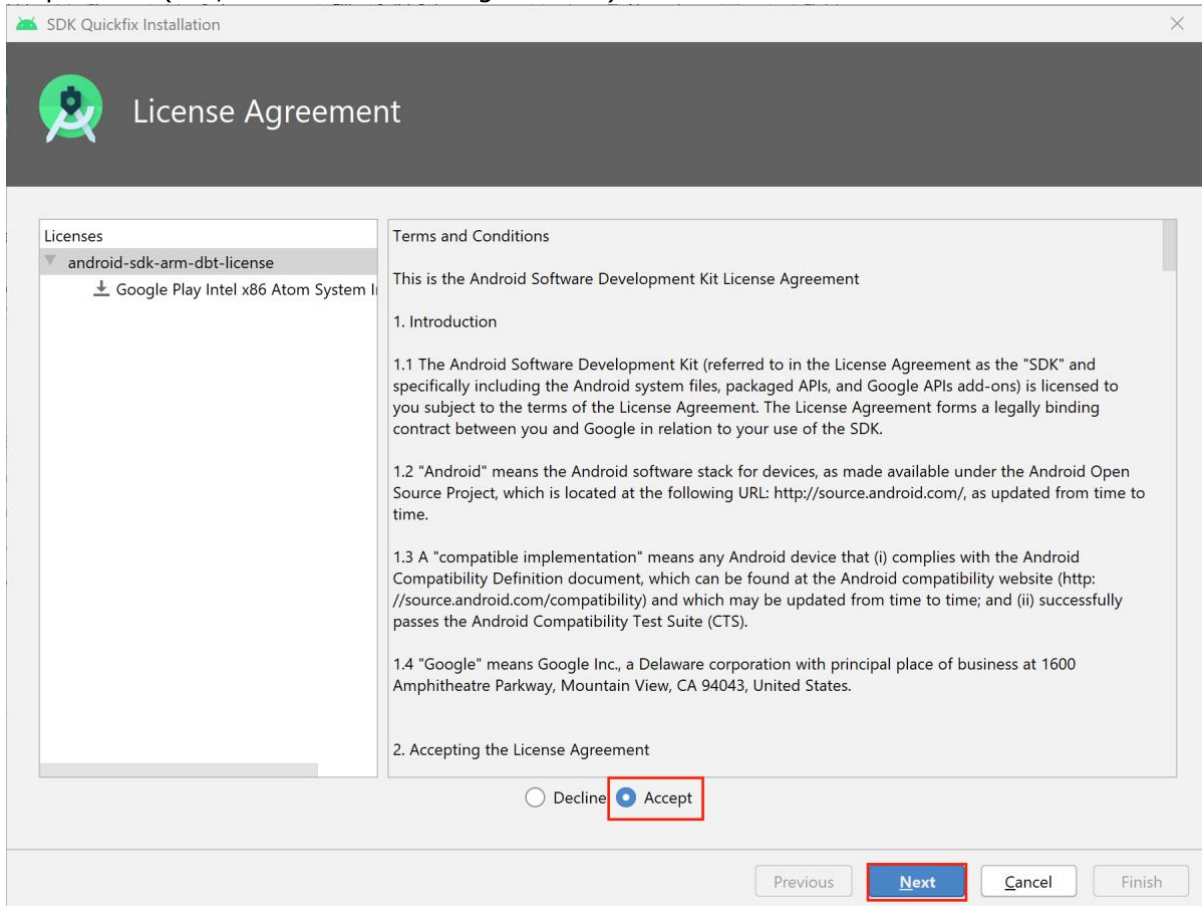 SDK Quickfix Installation
License Agreement
Licenses
android-sdk-arm-dbt-license
Google Play Intel x86 Atom System I
Terms and Conditions
This is the Android Software Development Kit License Agreement
1. Introduction
1.1 The Android Software Development Kit (referred to in the License Agreement as the "SDK" and
specifically including the Android system files, packaged APIs, and Google APIs add-ons) is licensed to
you subject to the terms of the License Agreement. The License Agreement forms a legally binding
contract between you and Google in relation to your use of the SDK.
1.2 "Android" means the Android software stack for devices, as made available under the Android Open
Source Project, which is located at the following URL: http://source.android.com/, as updated from time to
time.
1.3 A "compatible implementation" means any Android device that (i) complies with the Android
Compatibility Definition document, which can be found at the Android compatibility website (http:
//source.android.com/compatibility) and which may be updated from time to time; and (ii) successfully
passes the Android Compatibility Test Suite (CTS).
1.4 "Google" means Google Inc., a Delaware corporation with principal place of business at 1600
Amphitheatre Parkway, Mountain View, CA 94043, United States.
2. Accepting the License Agreement
Decline Accept
Previous Next Cancel Finish